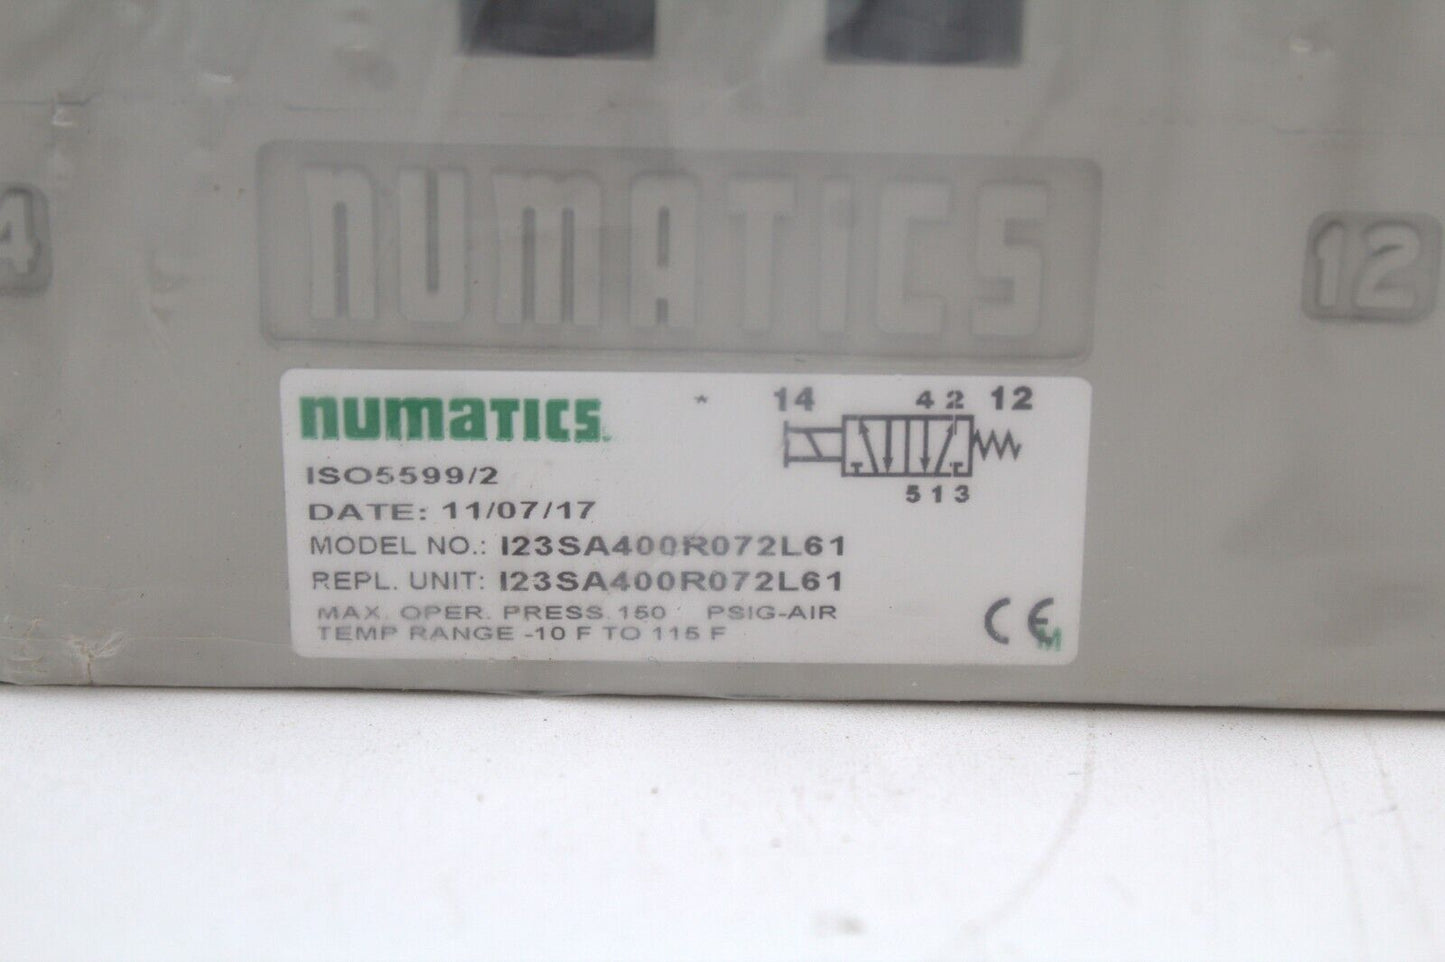 NUMATICS
4
12
numatics.
* 14 4 2 12
5 1 3
ISO5599/2
DATE: 11/07/17
MODEL NO.: I23SA400R072L61
REPL. UNIT: I23SA400R072L61
MAX. OPER. PRESS. 150 PSIG-AIR
TEMP RANGE -10 F TO 115 F
CE
M